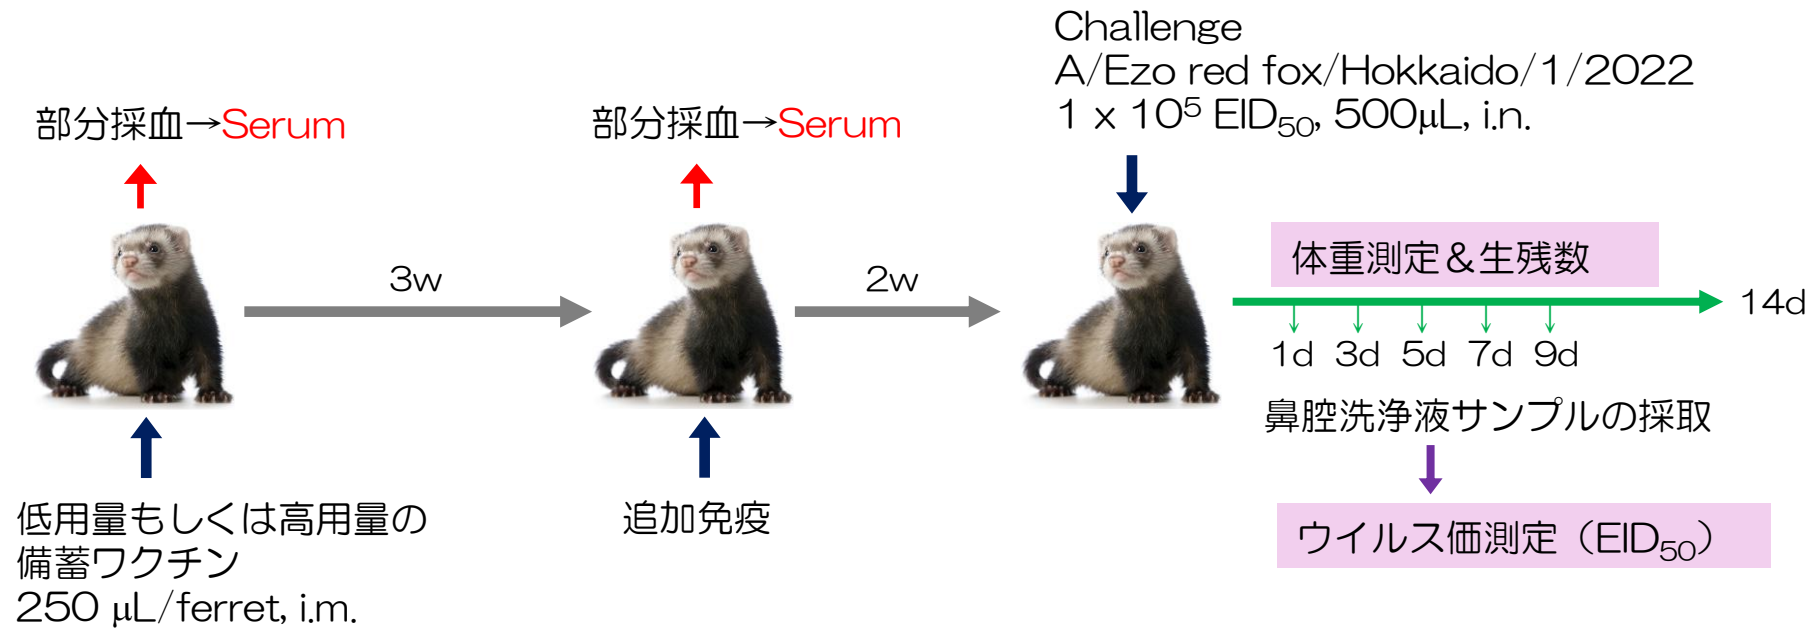 部分採血→Serum
低用量もしくは高用量の
備蓄ワクチン
250 μL/ferret, i.m.
3w
部分採血→Serum
追加免疫
2w
Challenge
A/Ezo red fox/Hokkaido/1/2022
1 x 10⁵ EID₅₀, 500μL, i.n.
体重測定&生残数
14d
1d 3d 5d 7d 9d
鼻腔洗浄液サンプルの採取
ウイルス価測定（EID₅₀）